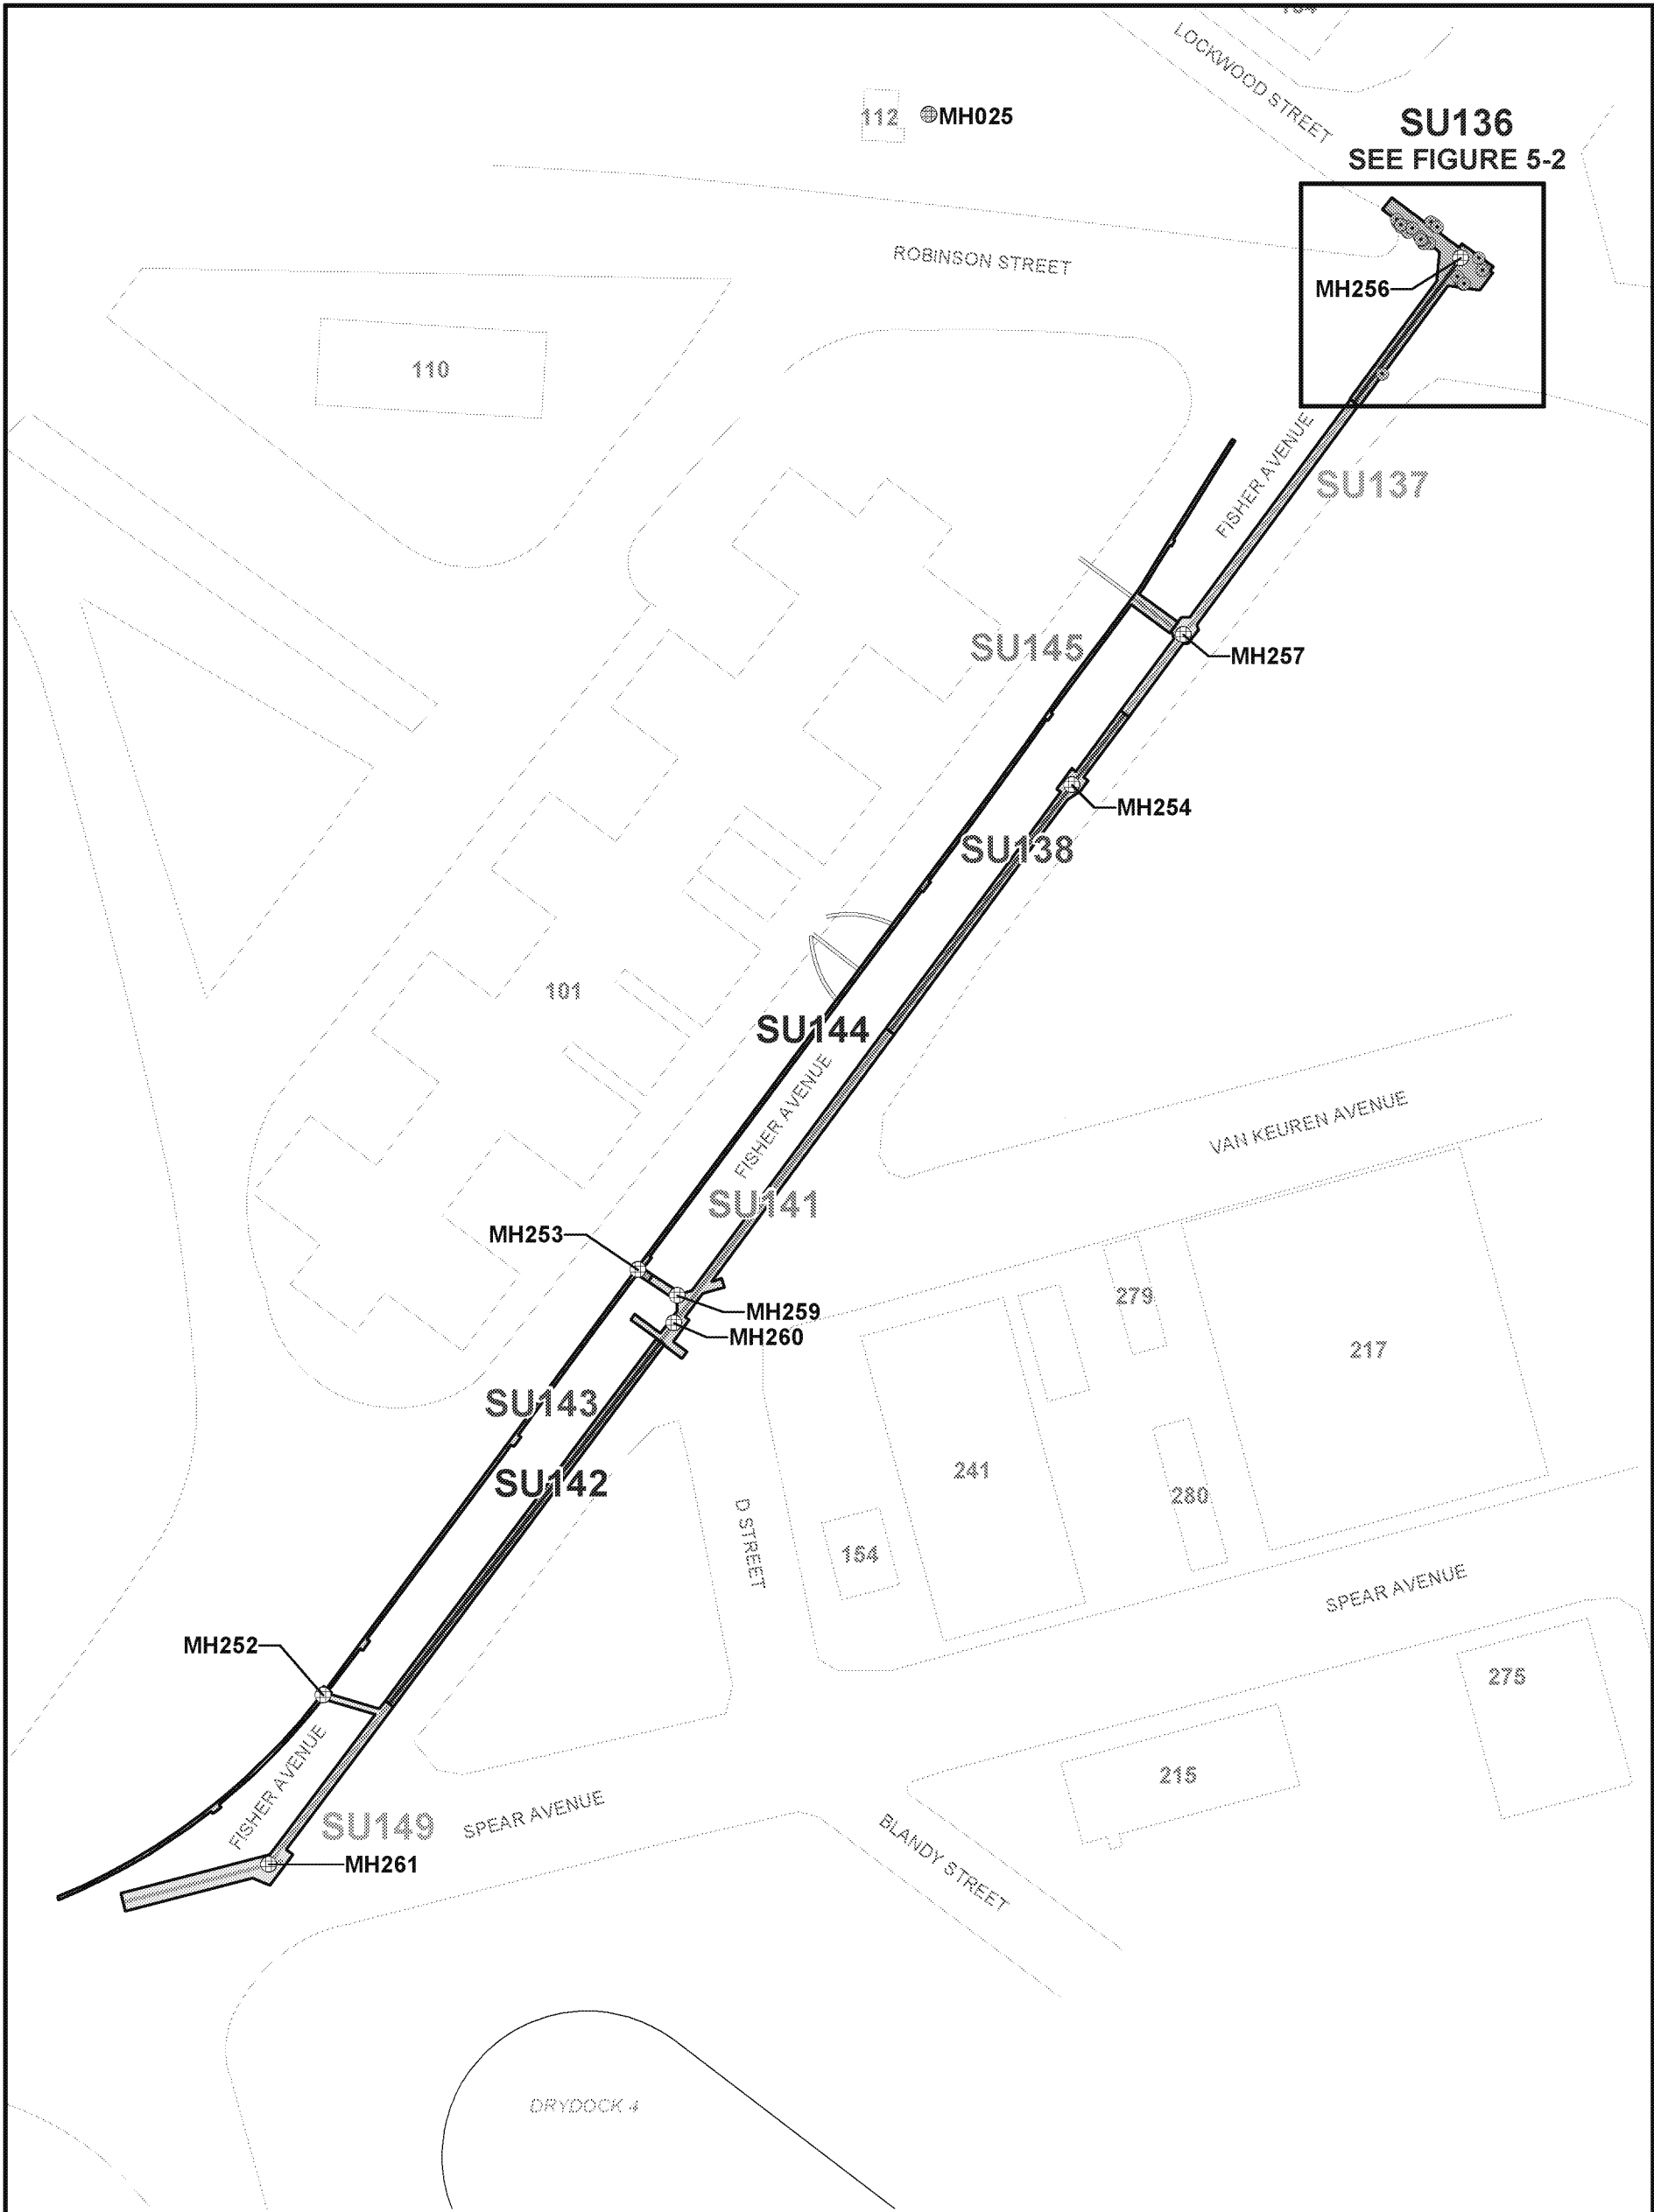 LOCKWOOD STREET
112
MH025
SU136
SEE FIGURE 5-2
ROBINSON STREET
MH256
110
FISHER AVENUE
SU137
SU145
MH257
MH254
SU138
101
SU144
FISHER AVENUE
VAN KEUREN AVENUE
SU141
MH253
279
MH259
MH260
217
SU143
241
SU142
280
D STREET
154
SPEAR AVENUE
MH252
275
FISHER AVENUE
215
SPEAR AVENUE
SU149
BLANDY STREET
MH261
DRYDOCK 4